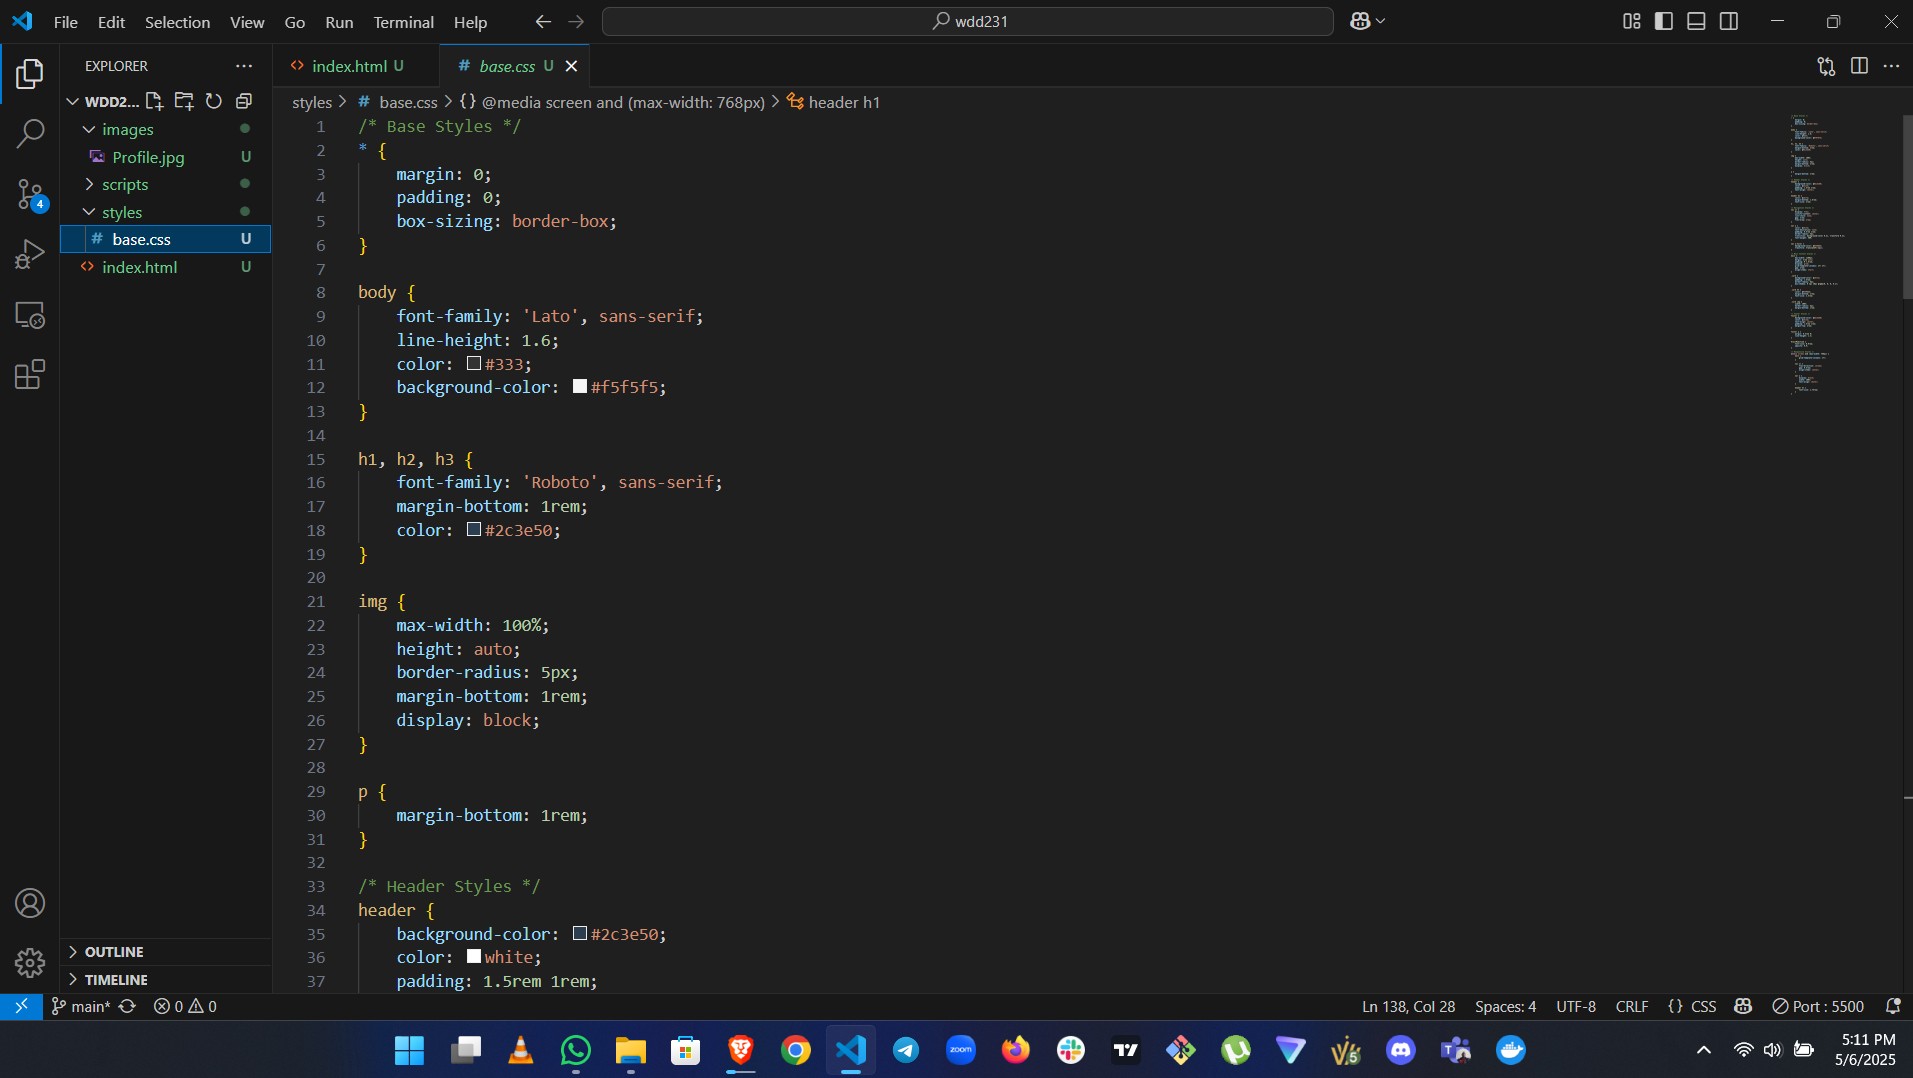 File Edit Selection View Go Run Terminal Help
wdd231
EXPLORER
WDD2...
images
Profile.jpg U
scripts
styles
base.css U
index.html U
OUTLINE
TIMELINE
4
index.html U
base.css U
styles > # base.css > {} @media screen and (max-width: 768px) > header h1
1 /* Base Styles */
2 * {
3 margin: 0;
4 padding: 0;
5 box-sizing: border-box;
6 }
7
8 body {
9 font-family: 'Lato', sans-serif;
10 line-height: 1.6;
11 color: #333;
12 background-color: #f5f5f5;
13 }
14
15 h1, h2, h3 {
16 font-family: 'Roboto', sans-serif;
17 margin-bottom: 1rem;
18 color: #2c3e50;
19 }
20
21 img {
22 max-width: 100%;
23 height: auto;
24 border-radius: 5px;
25 margin-bottom: 1rem;
26 display: block;
27 }
28
29 p {
30 margin-bottom: 1rem;
31 }
32
33 /* Header Styles */
34 header {
35 background-color: #2c3e50;
36 color: white;
37 padding: 1.5rem 1rem;
main* 0 0 Ln 138, Col 28 Spaces: 4 UTF-8 CRLF {} CSS Port : 5500
zoom
5:11 PM
5/6/2025